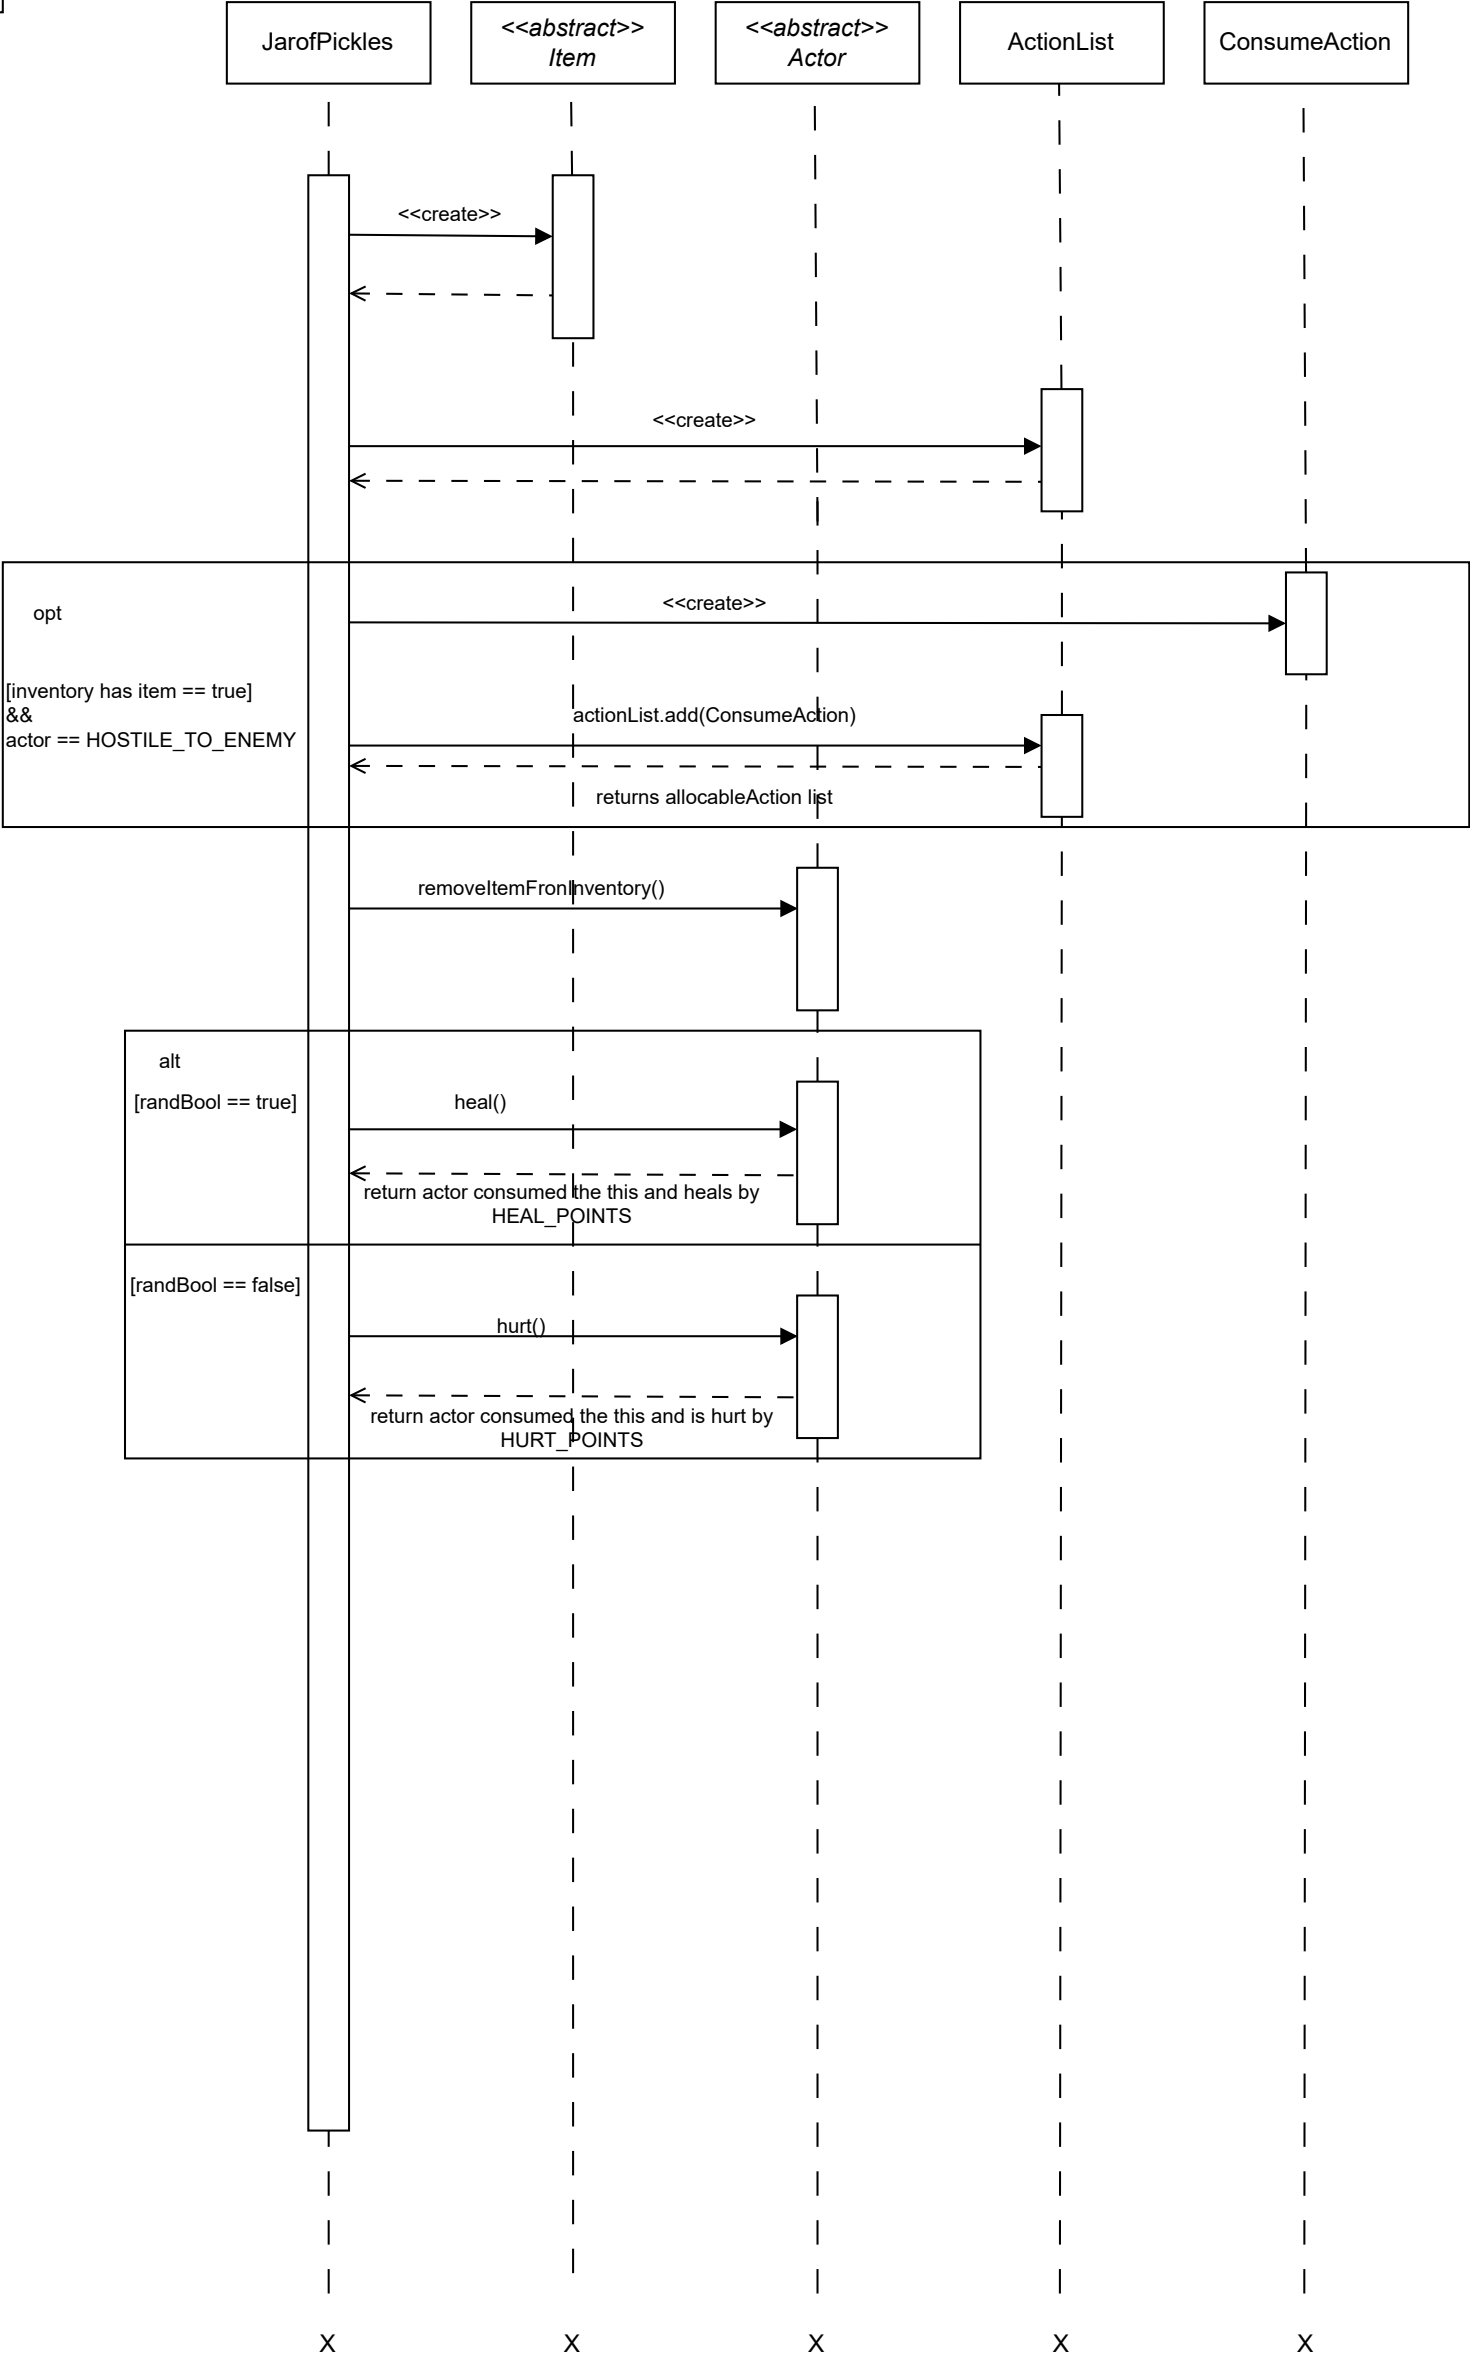 JarofPickles
<<abstract>>
Item
<<abstract>>
Actor
ActionList
ConsumeAction
<<create>>
<<create>>
opt
<<create>>
[inventory has item == true]
&&
actor == HOSTILE_TO_ENEMY
actionList.add(ConsumeAction)
returns allocableAction list
removeItemFronInventory()
alt
[randBool == true]
heal()
return actor consumed the this and heals by
HEAL_POINTS
[randBool == false]
hurt()
return actor consumed the this and is hurt by
HURT_POINTS
X
X
X
X
X